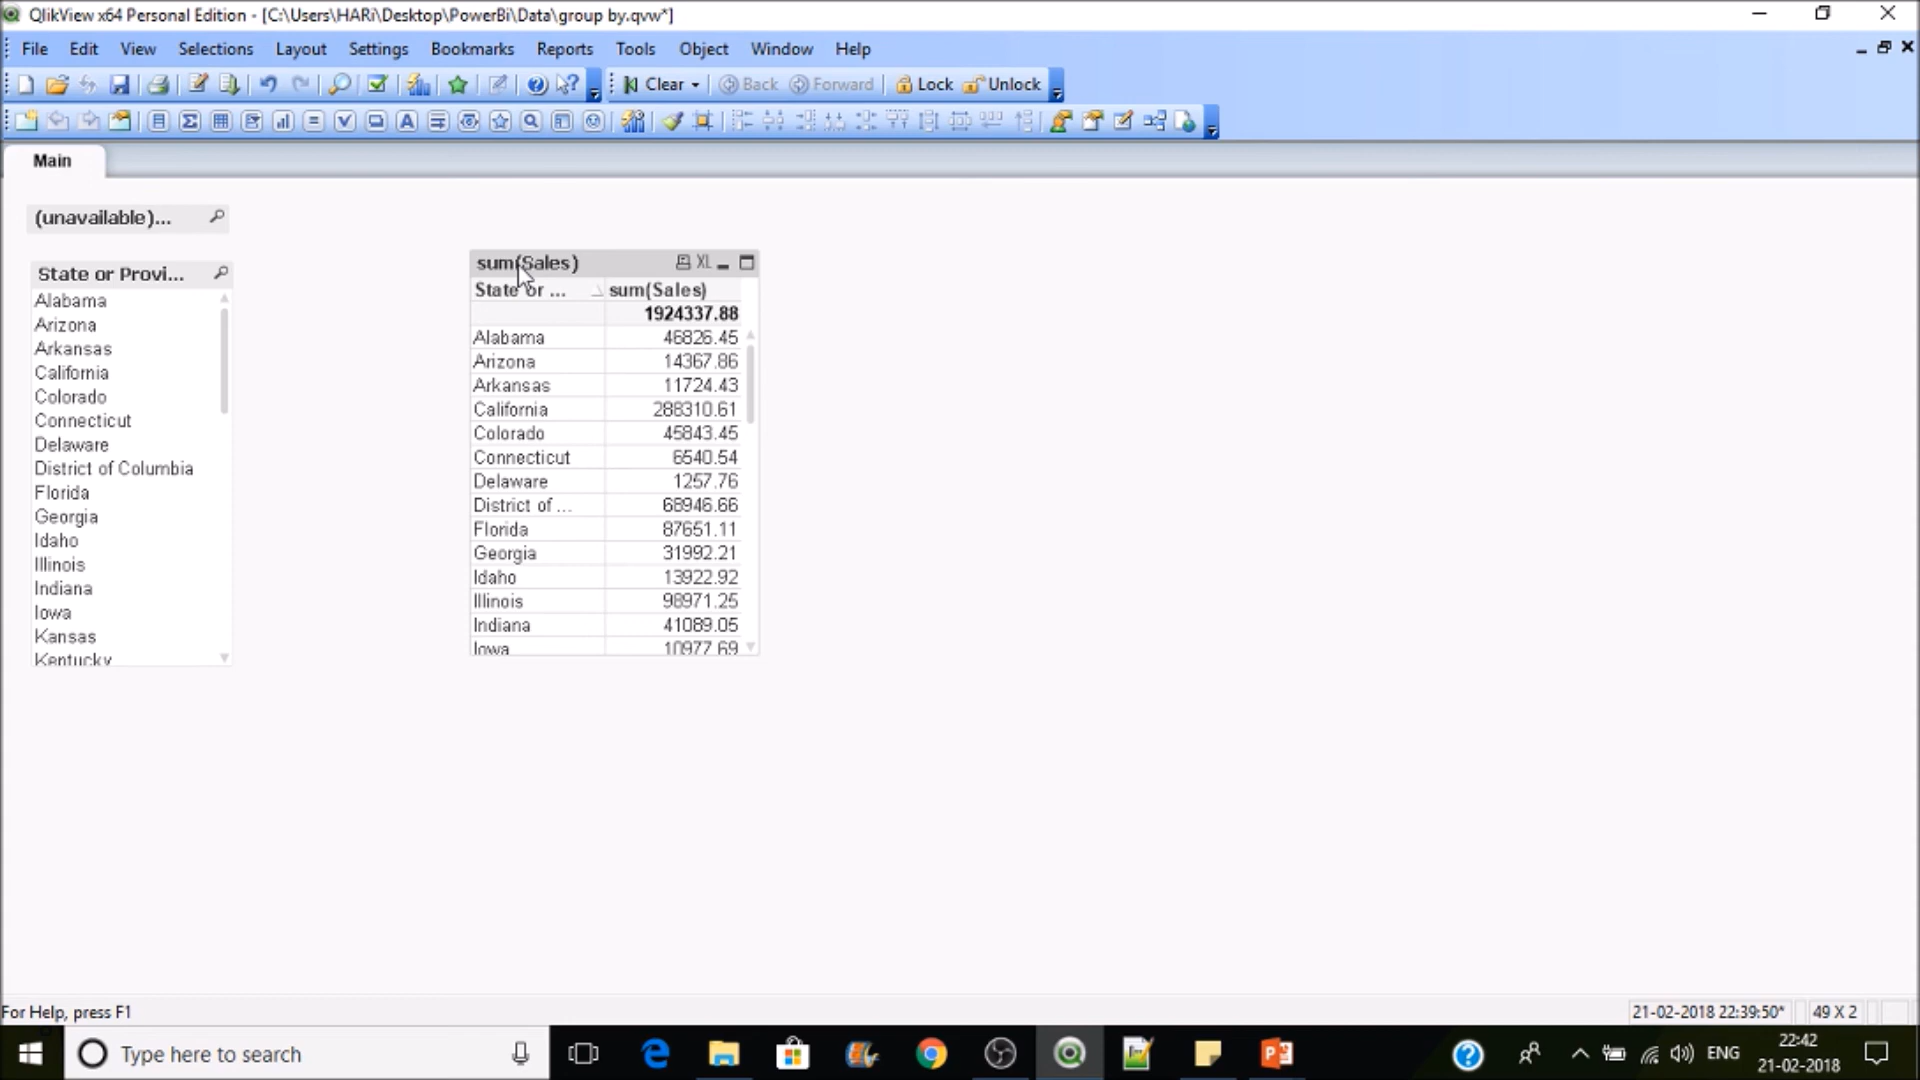 QlikView x64 Personal Edition - [C:\Users\HARi\Desktop\PowerBi\Data\group by.qvw*]
File Edit View Selections Layout Settings Bookmarks Reports Tools Object Window Help
Clear Back Forward Lock Unlock
Main
(unavailable)...
State or Provi...
Alabama
Arizona
Arkansas
California
Colorado
Connecticut
Delaware
District of Columbia
Florida
Georgia
Idaho
Illinois
Indiana
Iowa
Kansas
Kentucky
sum(Sales) XL
State or ... sum(Sales)
1924337.88
Alabama 46826.45
Arizona 14367.86
Arkansas 11724.43
California 288310.61
Colorado 45843.45
Connecticut 6540.54
Delaware 1257.76
District of ... 68946.66
Florida 87651.11
Georgia 31992.21
Idaho 13922.92
Illinois 98971.25
Indiana 41089.05
Iowa 10977.69
For Help, press F1
21-02-2018 22:39:50* 49 X 2
Type here to search
ENG
22:42
21-02-2018